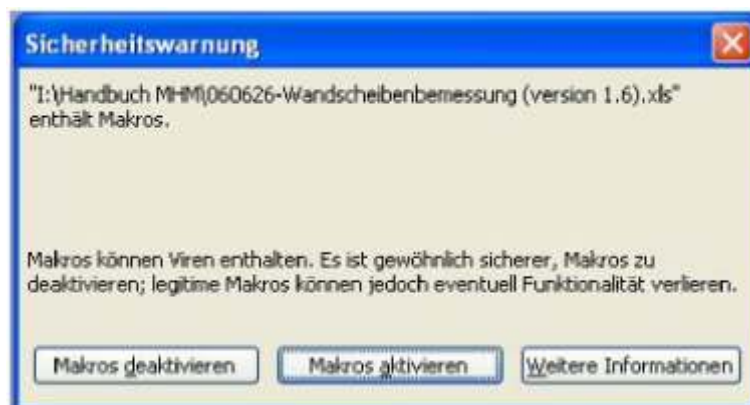 Sicherheitswarnung
"I:\Handbuch MHM\060626-Wandscheibenbemessung (version 1.6).xls"
enthält Makros.
Makros können Viren enthalten. Es ist gewöhnlich sicherer, Makros zu
deaktivieren; legitime Makros können jedoch eventuell Funktionalität verlieren.
Makros deaktivieren Makros aktivieren Weitere Informationen